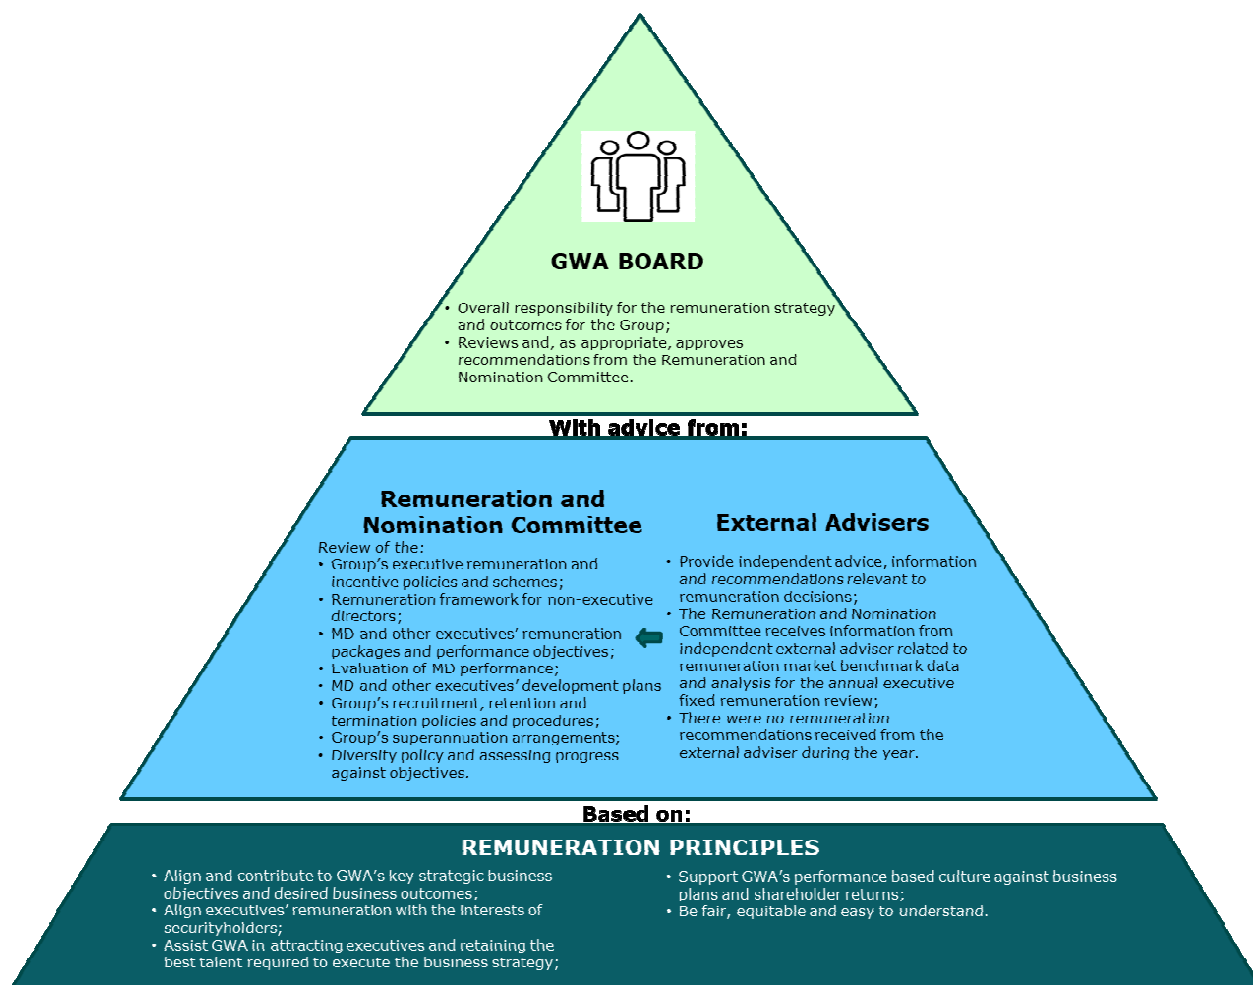 GWA BOARD
• Overall responsibility for the remuneration strategy
and outcomes for the Group;
• Reviews and, as appropriate, approves
recommendations from the Remuneration and
Nomination Committee.
With advice from:
Remuneration and
Nomination Committee
Review of the:
• Group's executive remuneration and
incentive policies and schemes;
• Remuneration framework for non-executive
directors;
• MD and other executives' remuneration
packages and performance objectives;
• Evaluation of MD performance;
• MD and other executives' development plans
• Group's recruitment, retention and
termination policies and procedures;
• Group's superannuation arrangements;
• Diversity policy and assessing progress
against objectives.
External Advisers
• Provide independent advice, information
and recommendations relevant to
remuneration decisions;
• The Remuneration and Nomination
Committee receives information from
independent external adviser related to
remuneration market benchmark data
and analysis for the annual executive
fixed remuneration review;
• There were no remuneration
recommendations received from the
external adviser during the year.
Based on:
REMUNERATION PRINCIPLES
• Align and contribute to GWA's key strategic business
objectives and desired business outcomes;
• Align executives' remuneration with the interests of
securityholders;
• Assist GWA in attracting executives and retaining the
best talent required to execute the business strategy;
• Support GWA's performance based culture against business
plans and shareholder returns;
• Be fair, equitable and easy to understand.